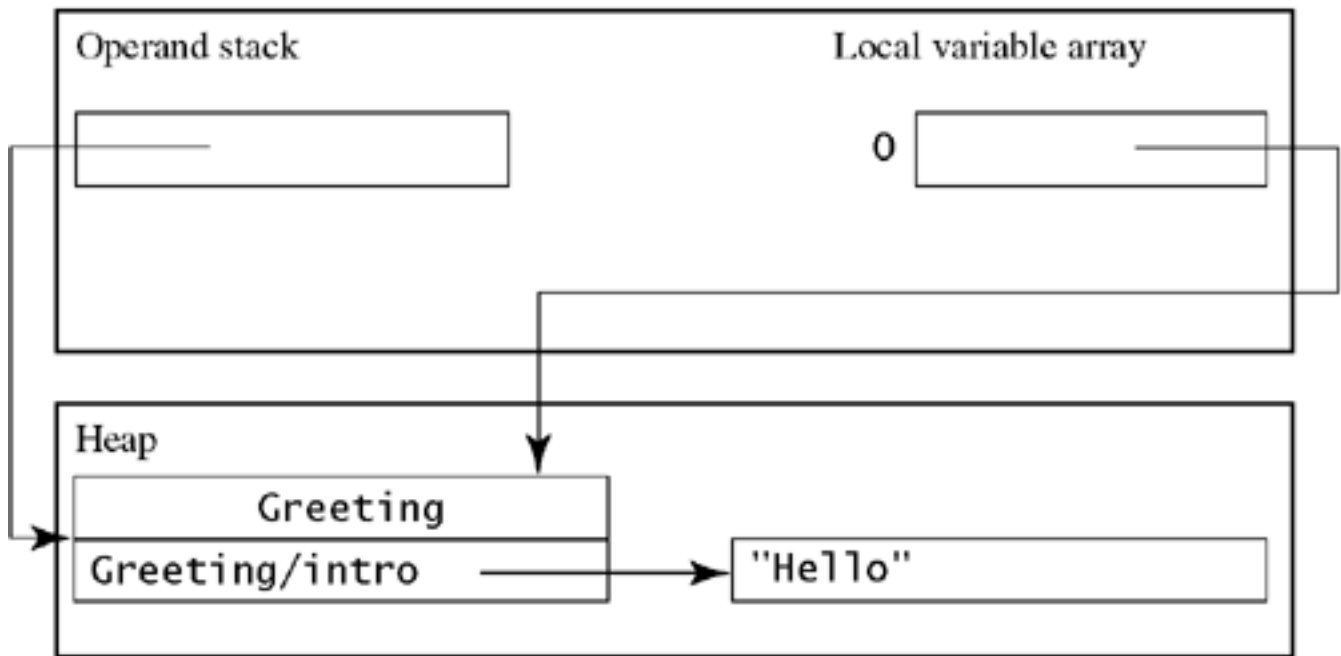 Operand stack
Local variable array
0
Heap
Greeting
Greeting/intro
"Hello"